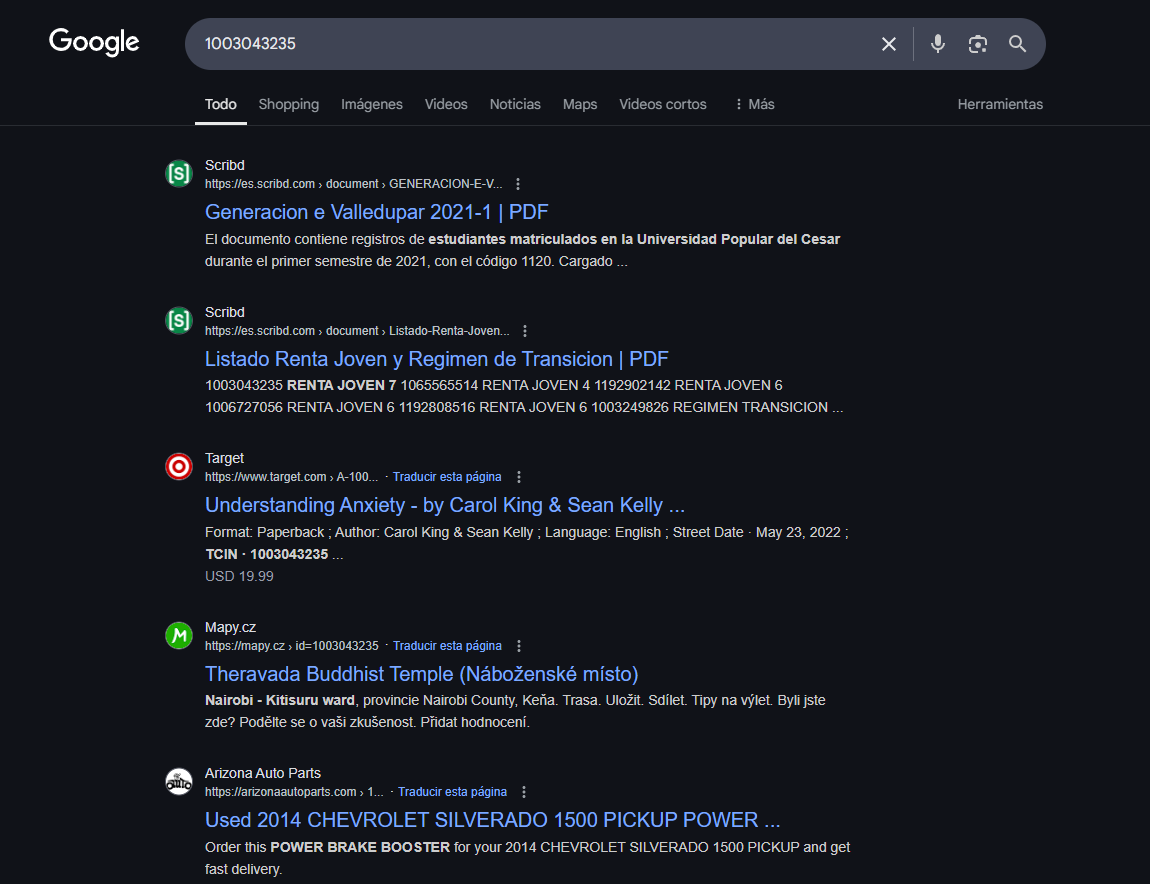 Google
1003043235
Todo Shopping Imágenes Videos Noticias Maps Videos cortos Más Herramientas
Scribd
https://es.scribd.com › document › GENERACION-E-V...
Generacion e Valledupar 2021-1 | PDF
El documento contiene registros de estudiantes matriculados en la Universidad Popular del Cesar
durante el primer semestre de 2021, con el código 1120. Cargado ...
Scribd
https://es.scribd.com › document › Listado-Renta-Joven...
Listado Renta Joven y Regimen de Transicion | PDF
1003043235 RENTA JOVEN 7 1065565514 RENTA JOVEN 4 1192902142 RENTA JOVEN 6
1006727056 RENTA JOVEN 6 1192808516 RENTA JOVEN 6 1003249826 REGIMEN TRANSICION ...
Target
https://www.target.com › A-100... · Traducir esta página
Understanding Anxiety - by Carol King & Sean Kelly ...
Format: Paperback ; Author: Carol King & Sean Kelly ; Language: English ; Street Date · May 23, 2022 ;
TCIN · 1003043235 ...
USD 19.99
Mapy.cz
https://mapy.cz › id=1003043235 · Traducir esta página
Theravada Buddhist Temple (Náboženské místo)
Nairobi - Kitisuru ward, provincie Nairobi County, Keňa. Trasa. Uložit. Sdílet. Tipy na výlet. Byli jste
zde? Podělte se o vaši zkušenost. Přidat hodnocení.
Arizona Auto Parts
https://arizonaautoparts.com › 1... · Traducir esta página
Used 2014 CHEVROLET SILVERADO 1500 PICKUP POWER ...
Order this POWER BRAKE BOOSTER for your 2014 CHEVROLET SILVERADO 1500 PICKUP and get
fast delivery.